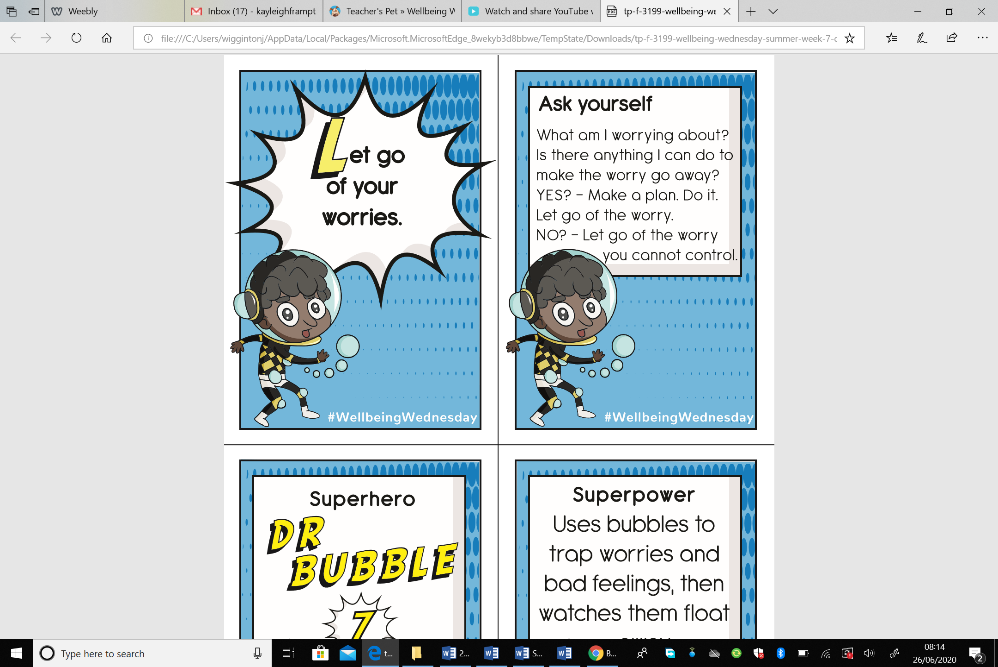 Weebly
Inbox (17) - kayleighframpt
Teacher's Pet » Wellbeing W
Watch and share YouTube v
tp-f-3199-wellbeing-we
file:///C:/Users/wiggintonj/AppData/Local/Packages/Microsoft.MicrosoftEdge_8wekyb3d8bbwe/TempState/Downloads/tp-f-3199-wellbeing-wednesday-summer-week-7-c
Let go
of your
worries.
#WellbeingWednesday
Ask yourself
What am I worrying about?
Is there anything I can do to
make the worry go away?
YES? - Make a plan. Do it.
Let go of the worry.
NO? - Let go of the worry
you cannot control.
#WellbeingWednesday
Superhero
DR
BUBBLE
7
Superpower
Uses bubbles to
trap worries and
bad feelings, then
watches them float
Type here to search
t...
2...
S...
B...
08:14
26/06/2020
2